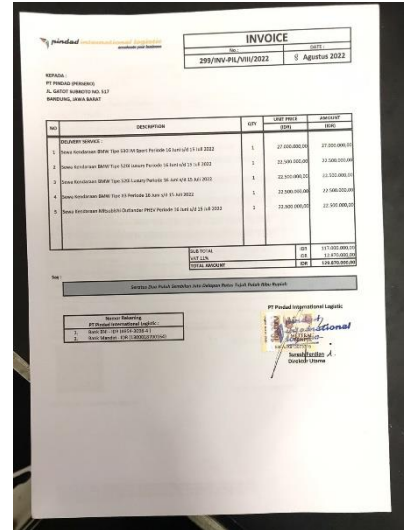 pindad international logistic
INVOICE
No.: DATE:
299/INV-PIL/VIII/2022 8 Agustus 2022
KEPADA :
PT PINDAD (PERSERO)
JL. GATOT SUBROTO NO. 517
BANDUNG, JAWA BARAT
NO DESCRIPTION QTY UNIT PRICE (IDR) AMOUNT (IDR)
DELIVERY SERVICE :
1 Sewa Kendaraan BMW Tipe Sport Periode 16 Juni s/d 15 Juli 2022 1 27.000.000,00 27.000.000,00
2 Sewa Kendaraan BMW Tipe Luxury Periode 16 Juni s/d 15 Juli 2022 1 22.500.000,00 22.500.000,00
3 Sewa Kendaraan BMW Tipe Luxury Periode 16 Juni s/d 15 Juli 2022 1 22.500.000,00 22.500.000,00
4 Sewa Kendaraan BMW Tipe Periode 16 Juni s/d 15 Juli 2022 1 22.500.000,00 22.500.000,00
5 Sewa Kendaraan Mitsubishi Outlander PHEV Periode 16 Juni s/d 15 Juli 2022 1 22.500.000,00
SUB TOTAL IDR 117.000.000,00
VAT 11% IDR 12.870.000,00
TOTAL AMOUNT IDR 129.870.000,00
Seratus Dua Puluh Sembilan Juta Delapan Ratus Tujuh Puluh Ribu Rupiah
Nomor Rekening
PT Pindad International Logistic :
1. Bank BNI - IDR
2. Bank Mandiri - IDR
PT Pindad International Logistic
Direktur Utama